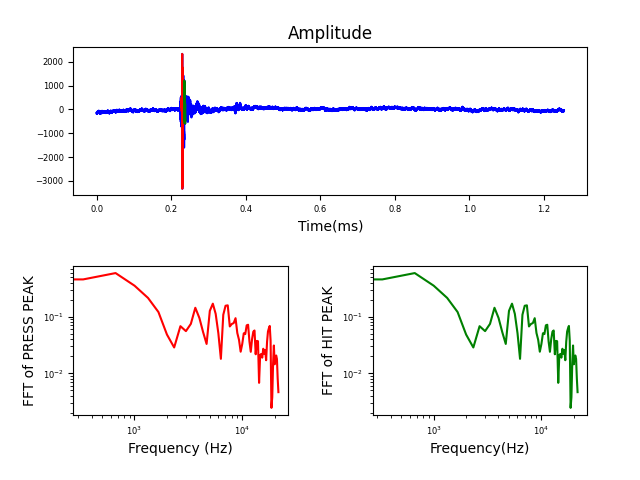 Amplitude
2000
1000
0
−1000
−2000
−3000
0.0 0.2 0.4 0.6 0.8 1.0 1.2
Time(ms)
FFT of PRESS PEAK
10⁻¹
10⁻²
10³ 10⁴
Frequency (Hz)
FFT of HIT PEAK
10⁻¹
10⁻²
10³ 10⁴
Frequency(Hz)